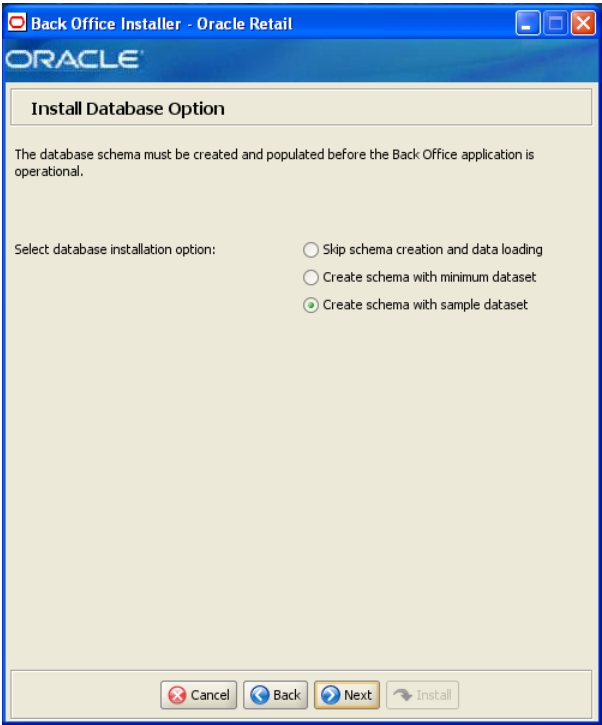 Back Office Installer - Oracle Retail
ORACLE
Install Database Option
The database schema must be created and populated before the Back Office application is
operational.
Select database installation option:
Skip schema creation and data loading
Create schema with minimum dataset
Create schema with sample dataset
Cancel
Back
Next
Install